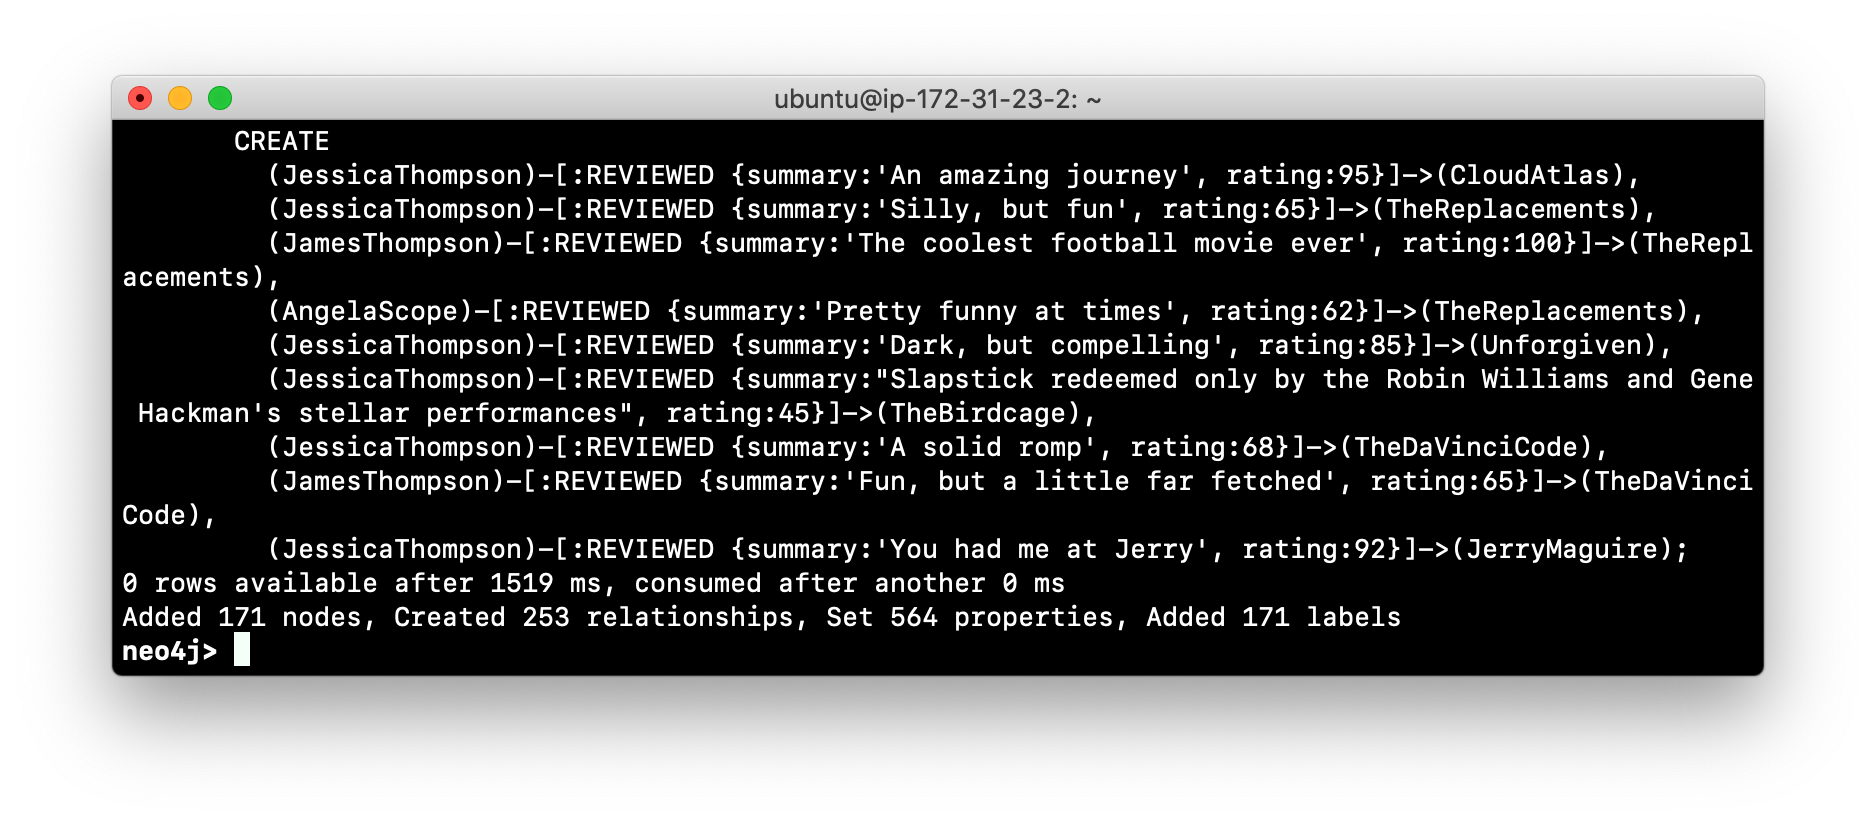 ubuntu@ip-172-31-23-2: ~
CREATE
(JessicaThompson)-[:REVIEWED {summary:'An amazing journey', rating:95}]->(CloudAtlas),
(JessicaThompson)-[:REVIEWED {summary:'Silly, but fun', rating:65}]->(TheReplacements),
(JamesThompson)-[:REVIEWED {summary:'The coolest football movie ever', rating:100}]->(TheRepl
acements),
(AngelaScope)-[:REVIEWED {summary:'Pretty funny at times', rating:62}]->(TheReplacements),
(JessicaThompson)-[:REVIEWED {summary:'Dark, but compelling', rating:85}]->(Unforgiven),
(JessicaThompson)-[:REVIEWED {summary:"Slapstick redeemed only by the Robin Williams and Gene
Hackman's stellar performances", rating:45}]->(TheBirdcage),
(JessicaThompson)-[:REVIEWED {summary:'A solid romp', rating:68}]->(TheDaVinciCode),
(JamesThompson)-[:REVIEWED {summary:'Fun, but a little far fetched', rating:65}]->(TheDaVinci
Code),
(JessicaThompson)-[:REVIEWED {summary:'You had me at Jerry', rating:92}]->(JerryMaguire);
0 rows available after 1519 ms, consumed after another 0 ms
Added 171 nodes, Created 253 relationships, Set 564 properties, Added 171 labels
neo4j>